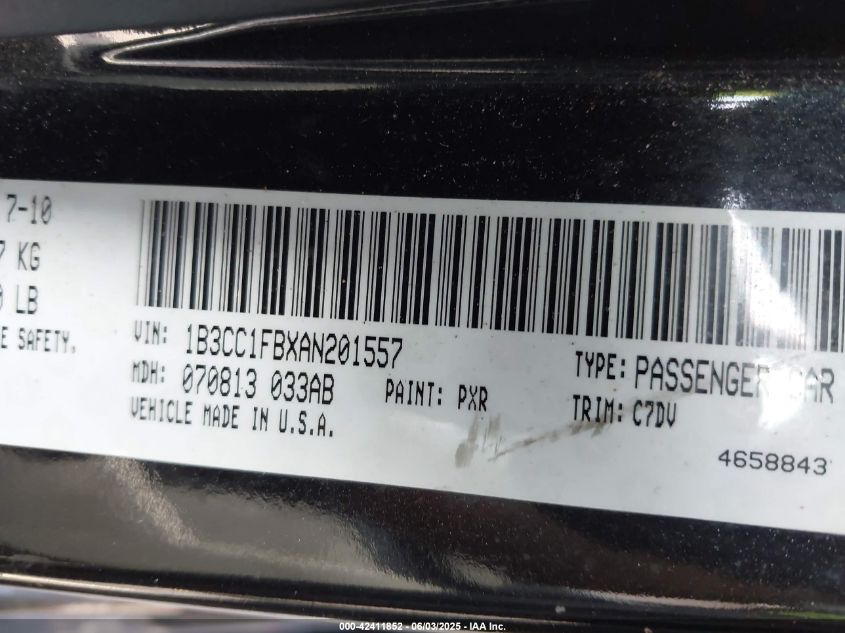 7-10
7 KG
LB
E SAFETY,
VIN: 1B3CC1FBXAN201557
MDH: 070813 033AB
PAINT: PXR
VEHICLE MADE IN U.S.A.
TYPE: PASSENGER CAR
TRIM: C7DV
4658843
000-42411852 - 06/03/2025 - IAA Inc.